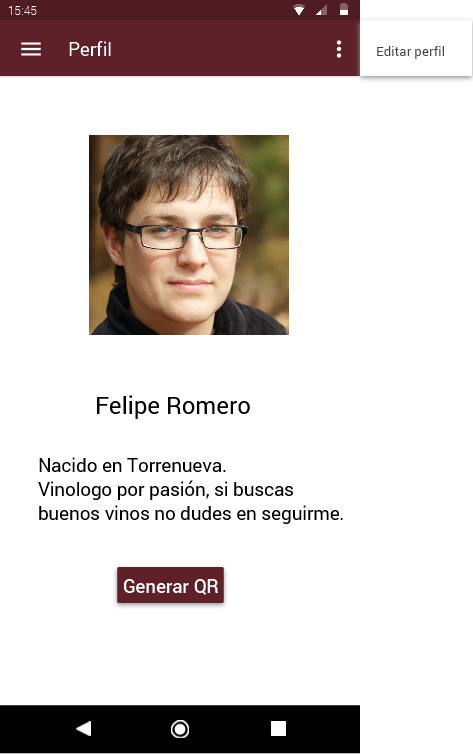 15:45
Perfil
Editar perfil
Felipe Romero
Nacido en Torrenueva.
Vinologo por pasión, si buscas
buenos vinos no dudes en seguirme.
Generar QR